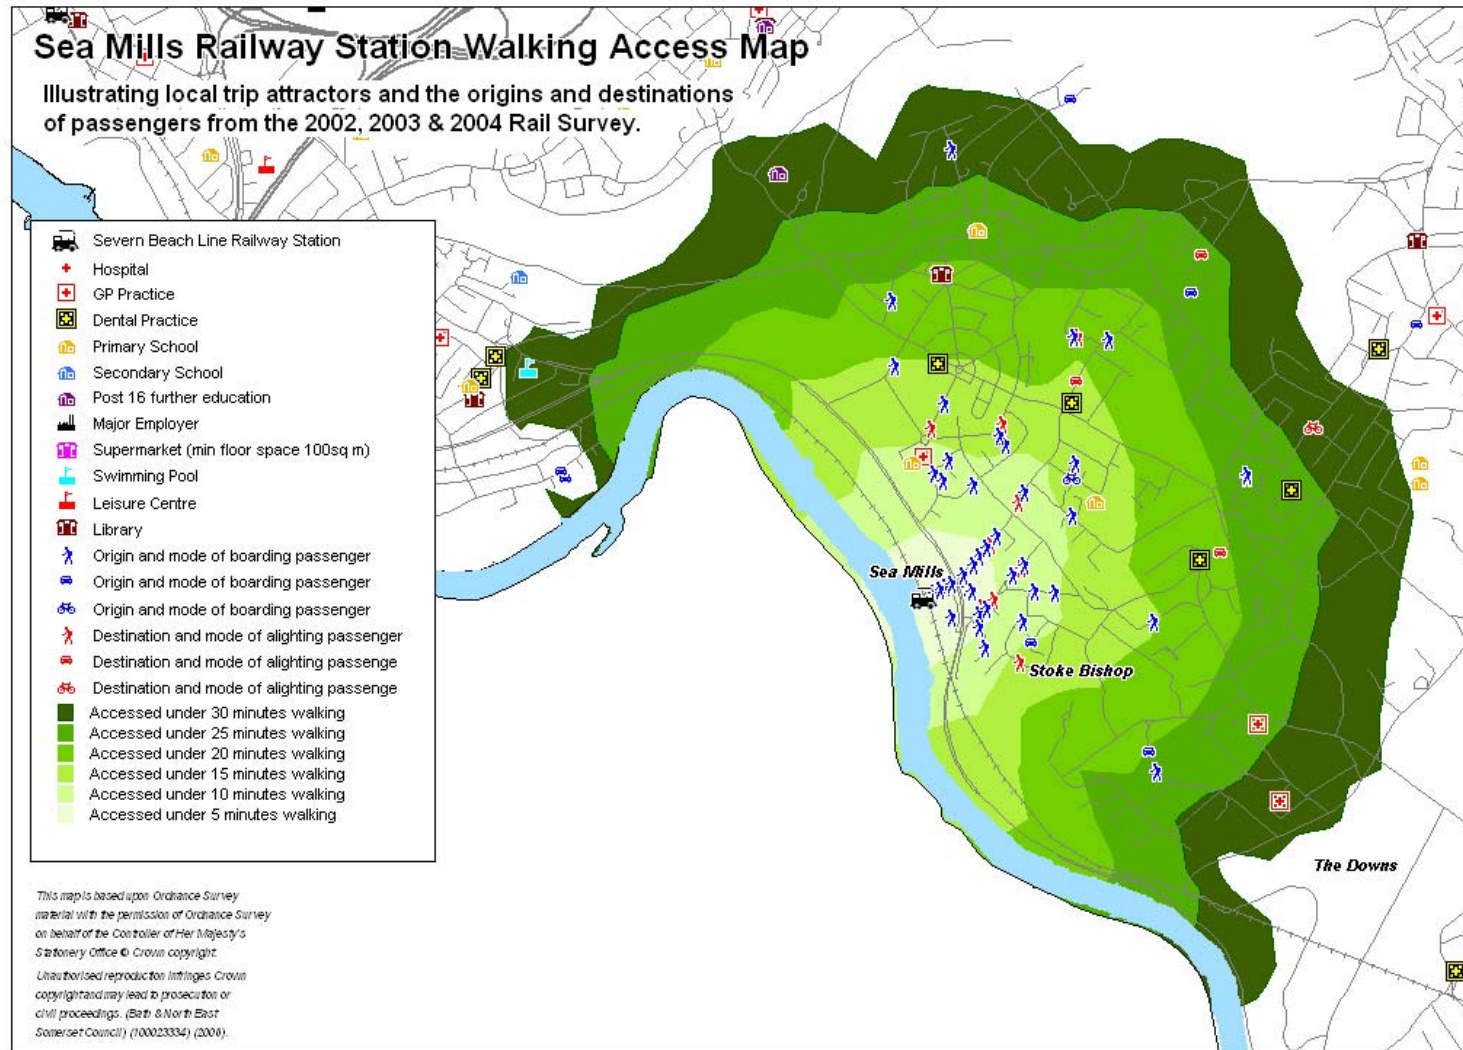 Sea Mills Railway Station Walking Access Map
Illustrating local trip attractors and the origins and destinations
of passengers from the 2002, 2003 & 2004 Rail Survey.
Severn Beach Line Railway Station
Hospital
GP Practice
Dental Practice
Primary School
Secondary School
Post 16 further education
Major Employer
Supermarket (min floor space 100sq m)
Swimming Pool
Leisure Centre
Library
Origin and mode of boarding passenger
Origin and mode of boarding passenger
Origin and mode of boarding passenger
Destination and mode of alighting passenger
Destination and mode of alighting passenge
Destination and mode of alighting passenge
Accessed under 30 minutes walking
Accessed under 25 minutes walking
Accessed under 20 minutes walking
Accessed under 15 minutes walking
Accessed under 10 minutes walking
Accessed under 5 minutes walking
Sea Mills
Stoke Bishop
The Downs
This map is based upon Ordnance Survey
material with the permission of Ordnance Survey
on behalf of the Controller of Her Majesty's
Stationery Office © Crown copyright.
Unauthorised reproduction infringes Crown
copyright and may lead to prosecution or
civil proceedings. (Bath & North East
Somerset Council) (100023334) (2006).